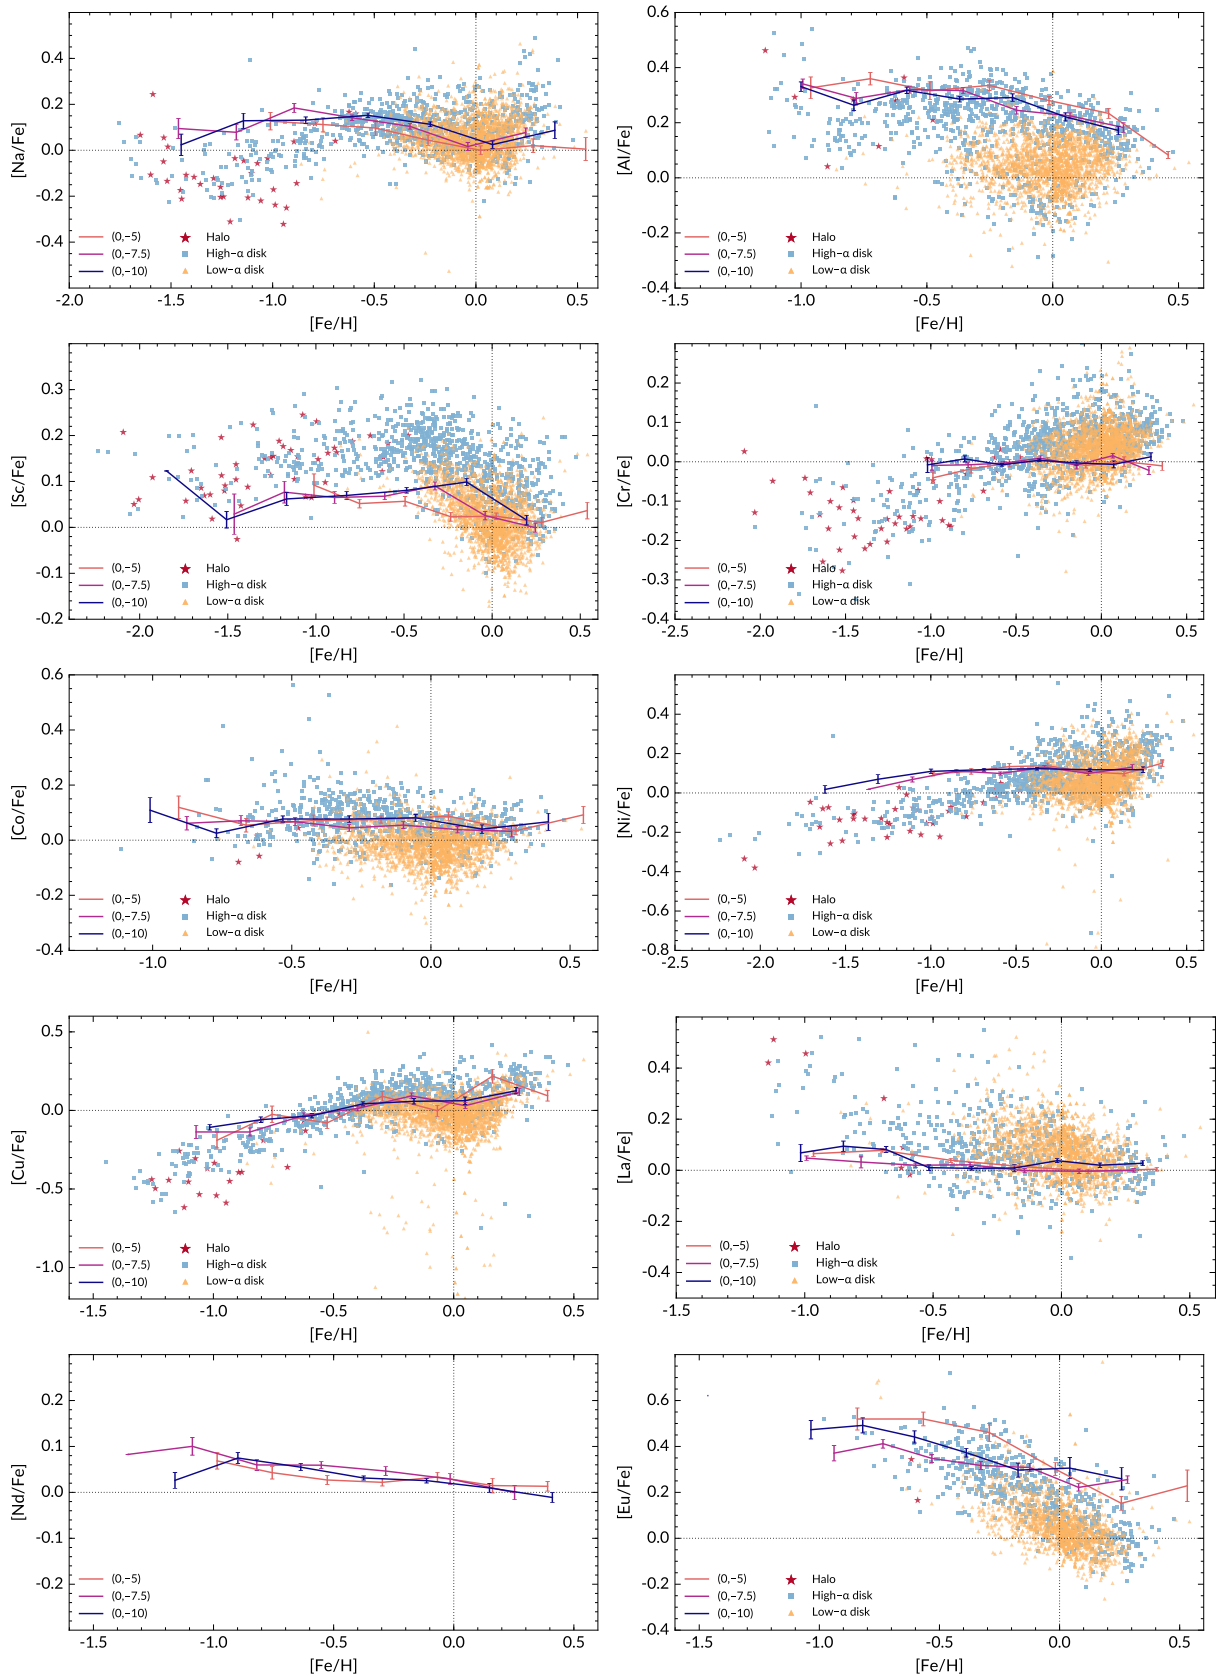 [Na/Fe]
0.4
0.2
0.0
-0.2
-0.4
(0,−5) Halo
(0,−7.5) High−α disk
(0,−10) Low−α disk
-2.0 -1.5 -1.0 -0.5 0.0 0.5
[Fe/H]
[Al/Fe]
0.6
0.4
0.2
0.0
-0.2
-0.4
(0,−5) Halo
(0,−7.5) High−α disk
(0,−10) Low−α disk
-1.5 -1.0 -0.5 0.0 0.5
[Fe/H]
[Sc/Fe]
0.3
0.2
0.1
0.0
-0.1
-0.2
(0,−5) Halo
(0,−7.5) High−α disk
(0,−10) Low−α disk
-2.0 -1.5 -1.0 -0.5 0.0 0.5
[Fe/H]
[Cr/Fe]
0.2
0.1
0.0
-0.1
-0.2
-0.3
-0.4
(0,−5) Halo
(0,−7.5) High−α disk
(0,−10) Low−α disk
-2.5 -2.0 -1.5 -1.0 -0.5 0.0 0.5
[Fe/H]
[Co/Fe]
0.6
0.4
0.2
0.0
-0.2
-0.4
(0,−5) Halo
(0,−7.5) High−α disk
(0,−10) Low−α disk
-1.0 -0.5 0.0 0.5
[Fe/H]
[Ni/Fe]
0.4
0.2
0.0
-0.2
-0.4
-0.6
-0.8
(0,−5) Halo
(0,−7.5) High−α disk
(0,−10) Low−α disk
-2.5 -2.0 -1.5 -1.0 -0.5 0.0 0.5
[Fe/H]
[Cu/Fe]
0.5
0.0
-0.5
-1.0
(0,−5) Halo
(0,−7.5) High−α disk
(0,−10) Low−α disk
-1.5 -1.0 -0.5 0.0 0.5
[Fe/H]
[La/Fe]
0.6
0.4
0.2
0.0
-0.2
-0.4
(0,−5) Halo
(0,−7.5) High−α disk
(0,−10) Low−α disk
-1.5 -1.0 -0.5 0.0 0.5
[Fe/H]
[Nd/Fe]
0.2
0.1
0.0
-0.1
-0.2
(0,−5)
(0,−7.5)
(0,−10)
-1.5 -1.0 -0.5 0.0 0.5
[Fe/H]
[Eu/Fe]
0.6
0.4
0.2
0.0
-0.2
-0.4
(0,−5) Halo
(0,−7.5) High−α disk
(0,−10) Low−α disk
-1.5 -1.0 -0.5 0.0 0.5
[Fe/H]